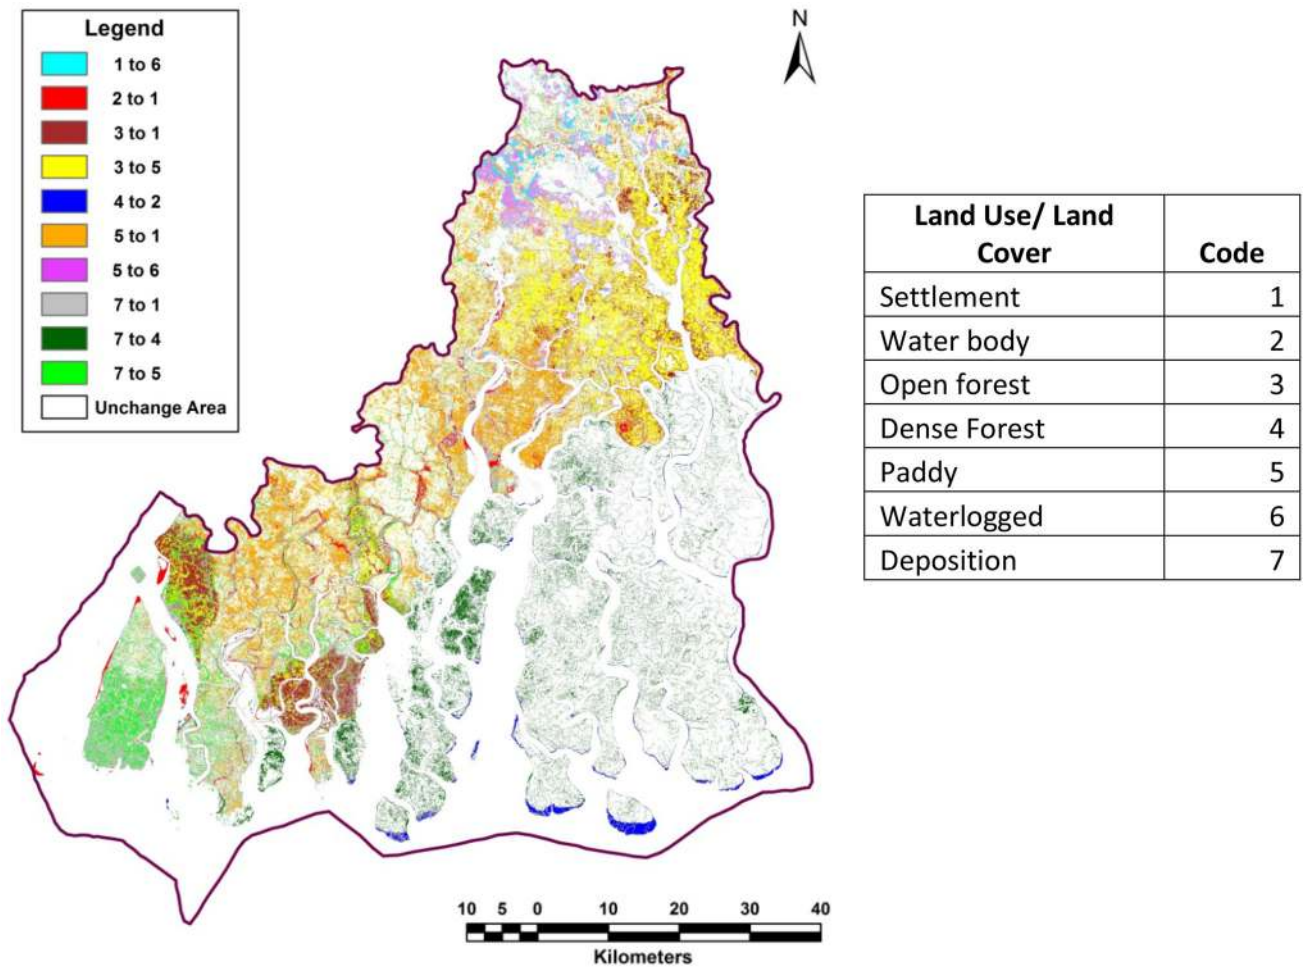 Legend
1 to 6
2 to 1
3 to 1
3 to 5
4 to 2
5 to 1
5 to 6
7 to 1
7 to 4
7 to 5
Unchange Area
N
Land Use/ Land
Cover
Code
Settlement 1
Water body 2
Open forest 3
Dense Forest 4
Paddy 5
Waterlogged 6
Deposition 7
10 5 0 10 20 30 40
Kilometers